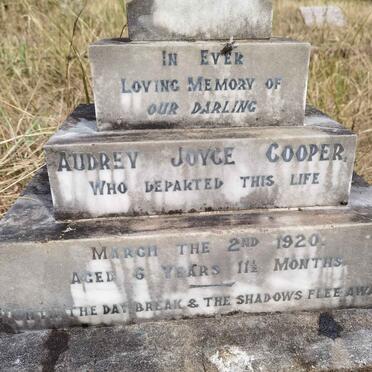 IN EVER
LOVING MEMORY OF
OUR DARLING
AUDREY JOYCE COOPER,
WHO DEPARTED THIS LIFE
MARCH THE 2ND 1920.
AGED 6 YEARS 11½ MONTHS
THE DAY BREAK & THE SHADOWS FLEE AWA